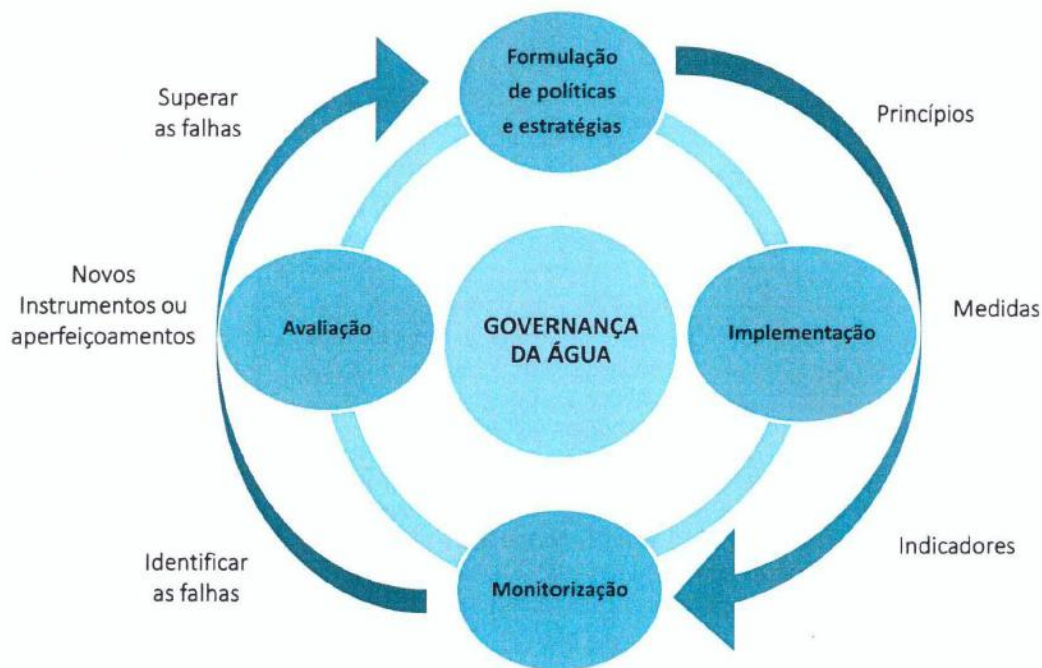 Formulação
de políticas
e estratégias
Princípios
Medidas
Implementação
Indicadores
Monitorização
Identificar
as falhas
Avaliação
Novos
Instrumentos ou
aperfeiçoamentos
Superar
as falhas
GOVERNANÇA
DA ÁGUA